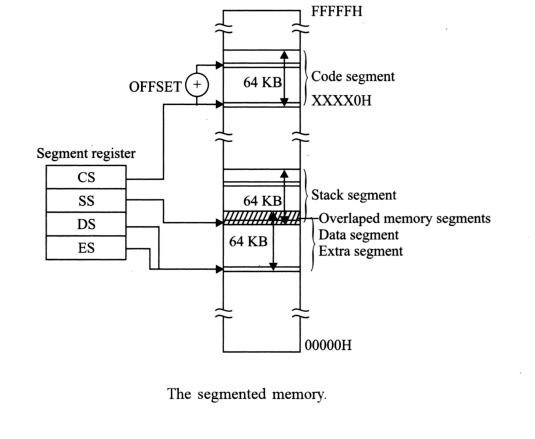 FFFFFH
OFFSET
+
64 KB
Code segment
XXXX0H
Segment register
CS
SS
DS
ES
64 KB
Stack segment
Overlaped memory segments
64 KB
Data segment
Extra segment
00000H
The segmented memory.